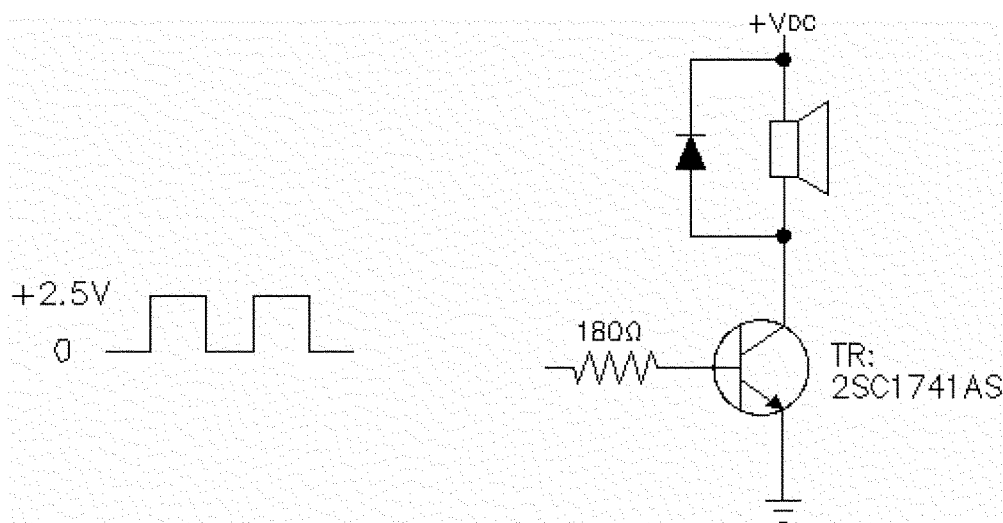 +VDC
+2.5V
0
180Ω
TR:
2SC1741AS